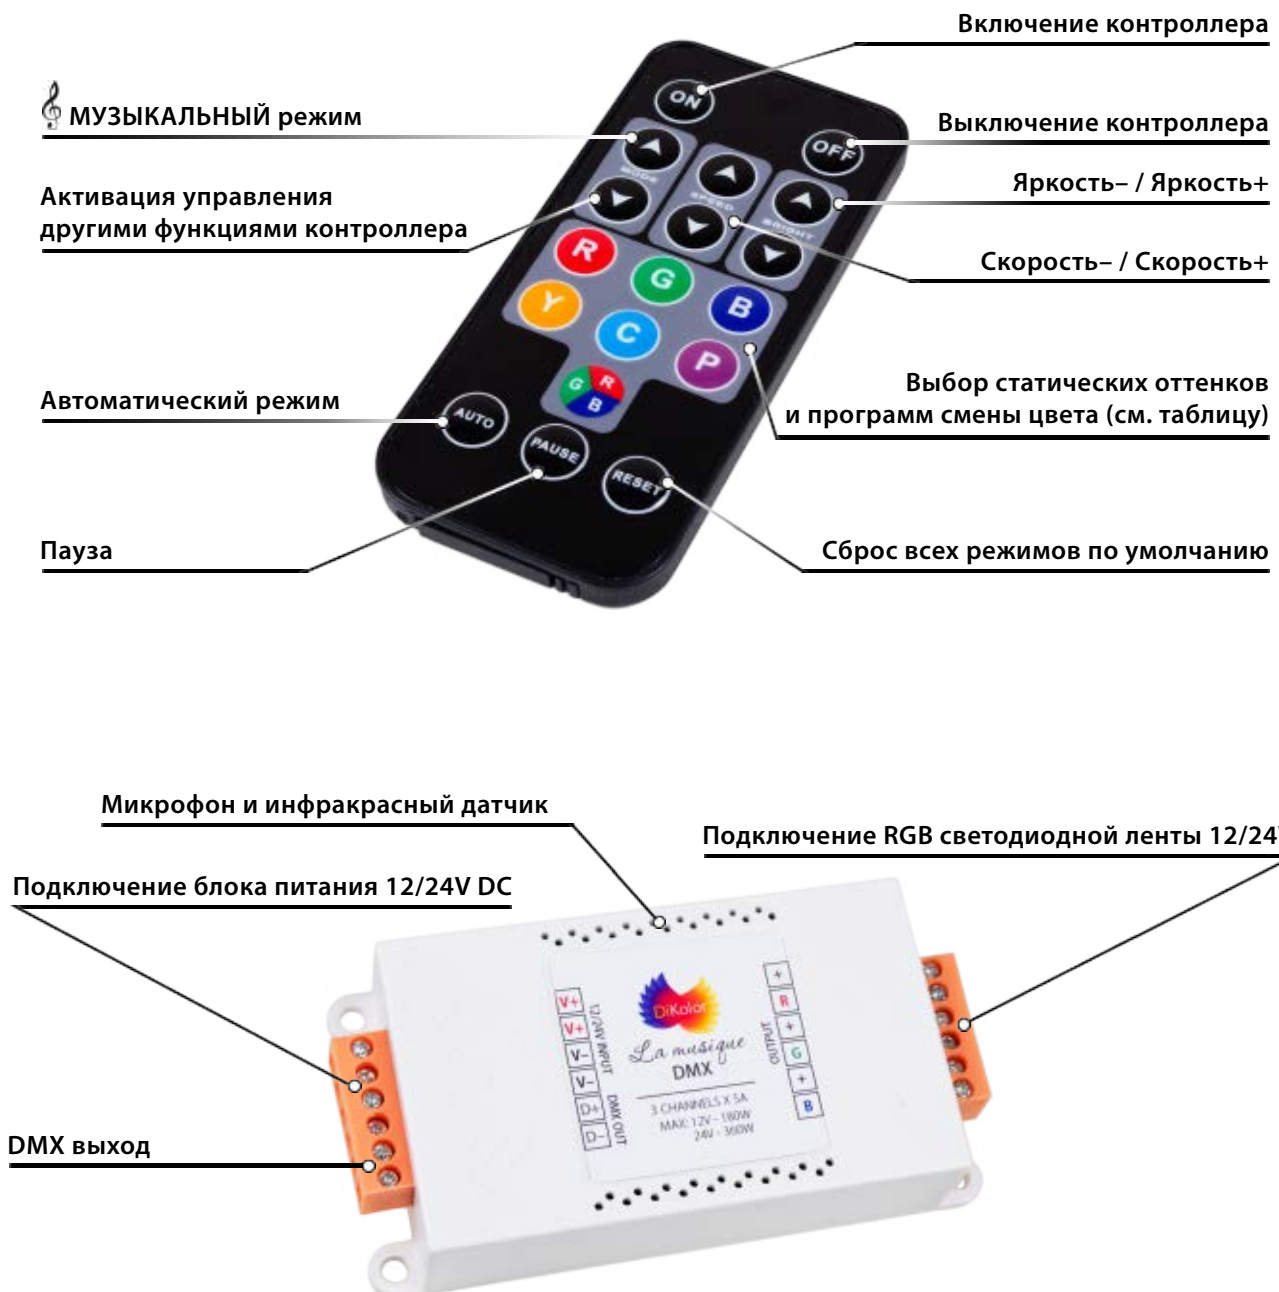 Включение контроллера
МУЗЫКАЛЬНЫЙ режим
Выключение контроллера
Яркость– / Яркость+
Активация управления
другими функциями контроллера
Скорость– / Скорость+
Выбор статических оттенков
и программ смены цвета (см. таблицу)
Автоматический режим
Пауза
Сброс всех режимов по умолчанию
ON
OFF
MODE
SPEED
BRIGHT
R
G
B
Y
C
P
G R
B
AUTO
PAUSE
RESET
Микрофон и инфракрасный датчик
Подключение RGB светодиодной ленты 12/24V
Подключение блока питания 12/24V DC
DMX выход
V+
V+
V–
V–
D+
D–
12/24V INPUT
DMX OUT
DiKolor
La musique
DMX
3 CHANNELS X 5A
MAX: 12V – 180W
24V - 360W
OUTPUT
+
R
+
G
+
B